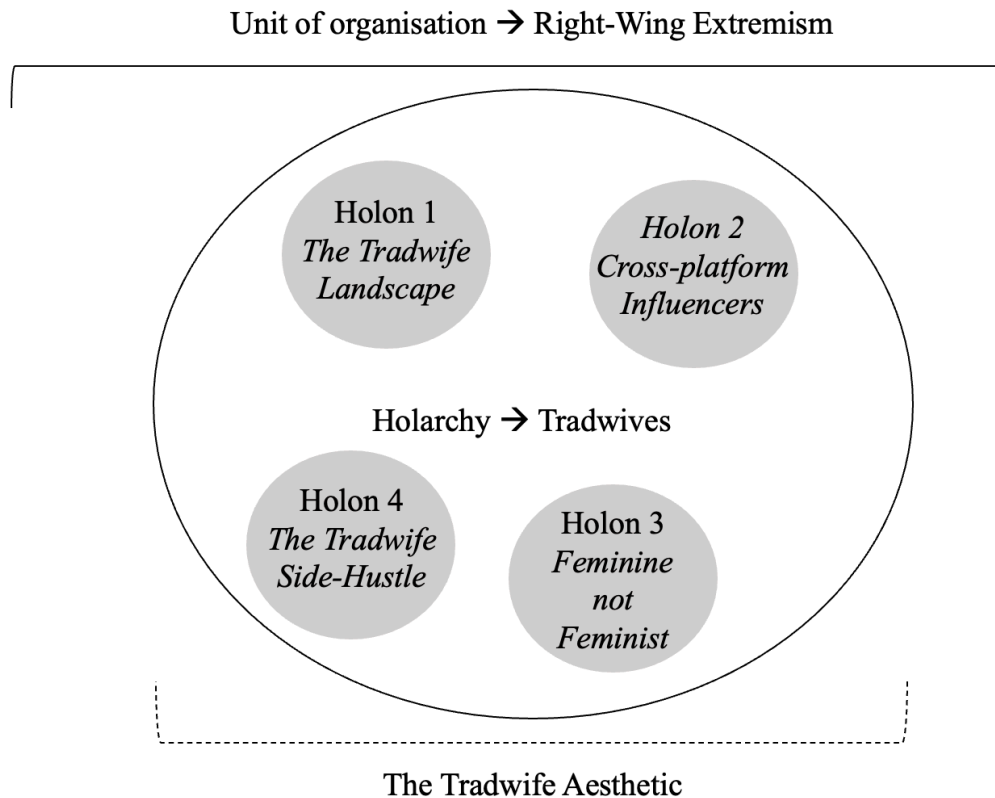 Unit of organisation → Right-Wing Extremism
Holon 1
The Tradwife
Landscape
Holon 2
Cross-platform
Influencers
Holarchy → Tradwives
Holon 4
The Tradwife
Side-Hustle
Holon 3
Feminine
not
Feminist
The Tradwife Aesthetic